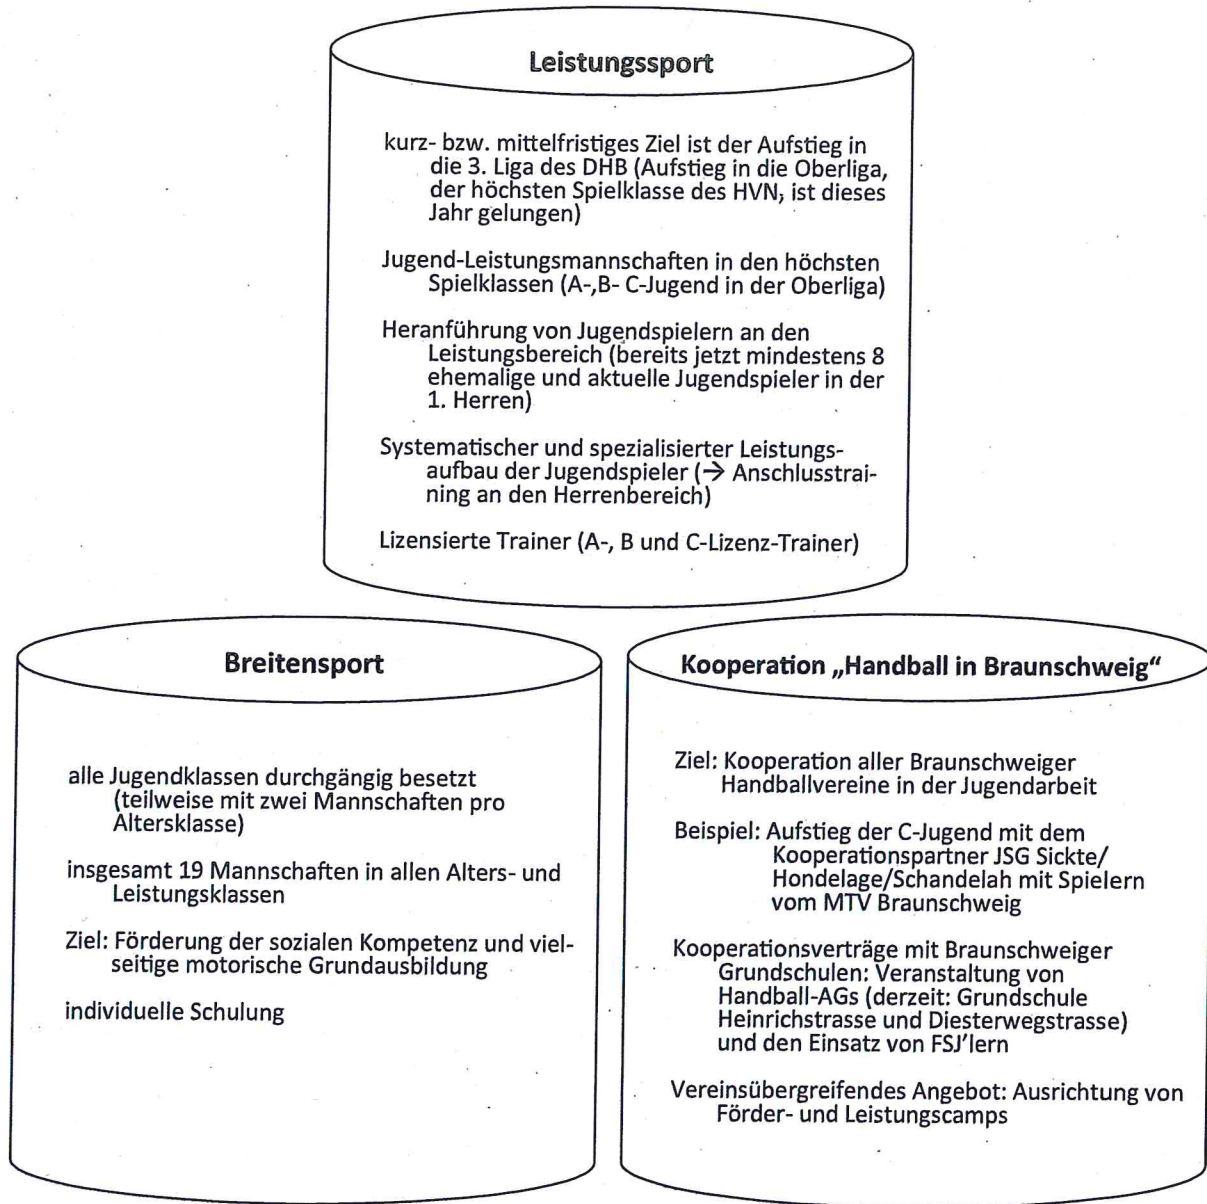 Leistungssport
kurz- bzw. mittelfristiges Ziel ist der Aufstieg in
die 3. Liga des DHB (Aufstieg in die Oberliga,
der höchsten Spielklasse des HVN, ist dieses
Jahr gelungen)
Jugend-Leistungsmannschaften in den höchsten
Spielklassen (A-,B- C-Jugend in der Oberliga)
Heranführung von Jugendspielern an den
Leistungsbereich (bereits jetzt mindestens 8
ehemalige und aktuelle Jugendspieler in der
1. Herren)
Systematischer und spezialisierter Leistungs-
aufbau der Jugendspieler (→ Anschlusstrai-
ning an den Herrenbereich)
Lizensierte Trainer (A-, B und C-Lizenz-Trainer)
Breitensport
alle Jugendklassen durchgängig besetzt
(teilweise mit zwei Mannschaften pro
Altersklasse)
insgesamt 19 Mannschaften in allen Alters- und
Leistungsklassen
Ziel: Förderung der sozialen Kompetenz und viel-
seitige motorische Grundausbildung
individuelle Schulung
Kooperation „Handball in Braunschweig“
Ziel: Kooperation aller Braunschweiger
Handballvereine in der Jugendarbeit
Beispiel: Aufstieg der C-Jugend mit dem
Kooperationspartner JSG Sickte/
Hondelage/Schandelah mit Spielern
vom MTV Braunschweig
Kooperationsverträge mit Braunschweiger
Grundschulen: Veranstaltung von
Handball-AGs (derzeit: Grundschule
Heinrichstrasse und Diesterwegstrasse)
und den Einsatz von FSJ'lern
Vereinsübergreifendes Angebot: Ausrichtung von
Förder- und Leistungscamps